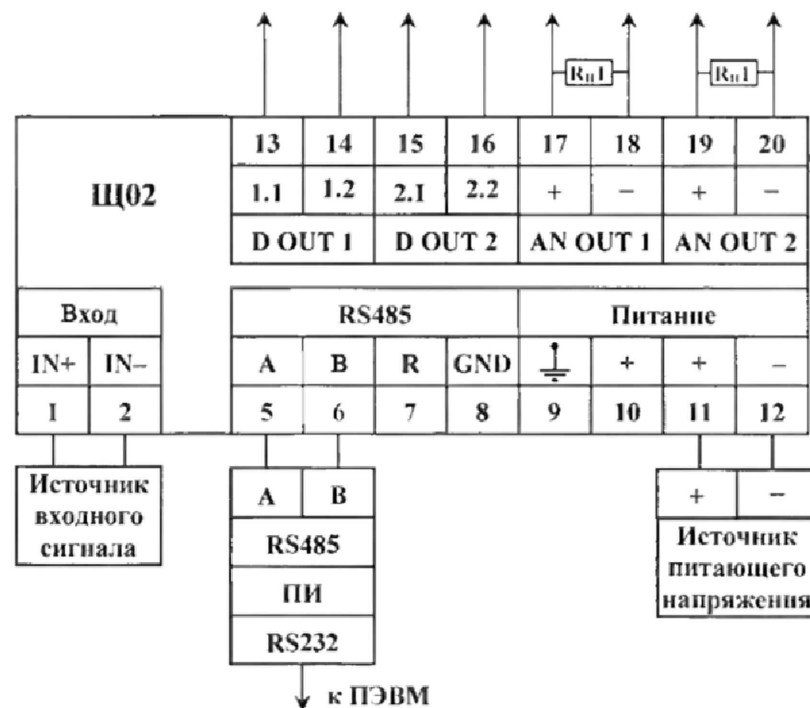 Rн1 Rн1
13 14 15 16 17 18 19 20
Щ02
1.1 1.2 2.1 2.2 + − + −
D OUT 1 D OUT 2 AN OUT 1 AN OUT 2
Вход RS485 Питание
IN+ IN− A B R GND + + −
1 2 5 6 7 8 9 10 11 12
Источник
входного
сигнала
A B
RS485
ПИ
RS232
к ПЭВМ
+ −
Источник
питающего
напряжения